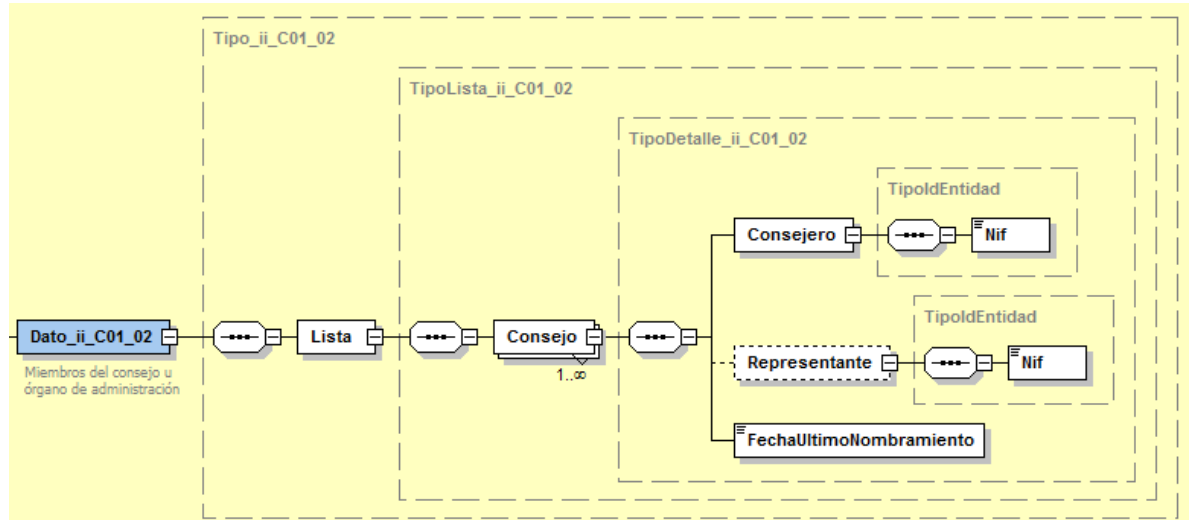 Tipo_ii_C01_02
TipoLista_ii_C01_02
TipoDetalle_ii_C01_02
TipoIdEntidad
Consejero
Nif
TipoIdEntidad
Dato_ii_C01_02
Lista
Consejo
1..∞
Representante
Nif
Miembros del consejo u
órgano de administración
FechaUltimoNombramiento